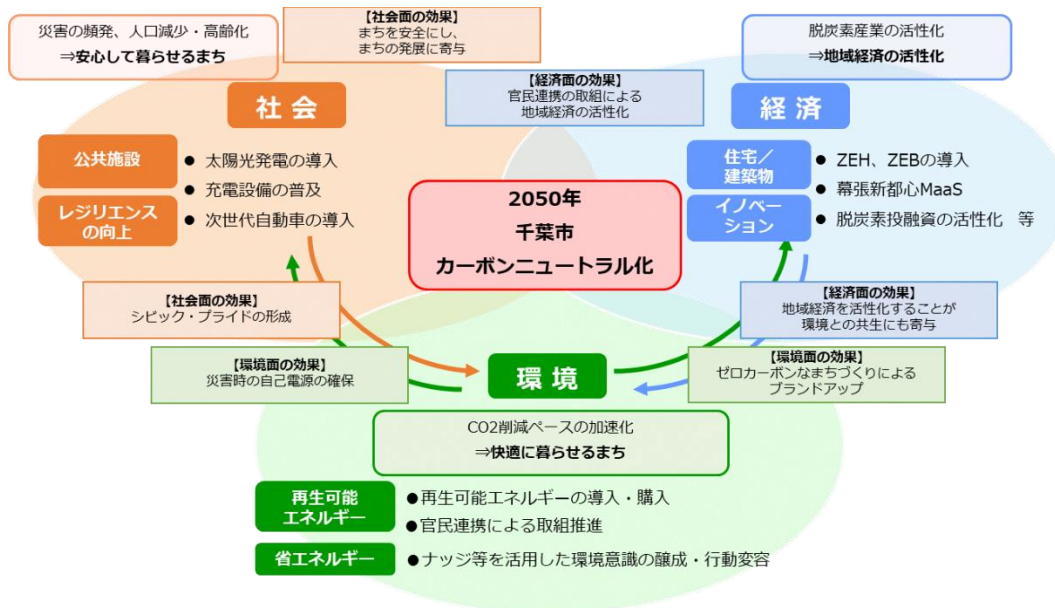 災害の頻発、人口減少・高齢化
⇒安心して暮らせるまち
【社会面の効果】
まちを安全にし、
まちの発展に寄与
脱炭素産業の活性化
⇒地域経済の活性化
【経済面の効果】
官民連携の取組による
地域経済の活性化
社会
経済
公共施設
レジリエンス
の向上
● 太陽光発電の導入
● 充電設備の普及
● 次世代自動車の導入
2050年
千葉市
カーボンニュートラル化
住宅／
建築物
イノベー
ション
● ZEH、ZEBの導入
● 幕張新都心MaaS
● 脱炭素投融資の活性化 等
【社会面の効果】
シビック・プライドの形成
【経済面の効果】
地域経済を活性化することが
環境との共生にも寄与
【環境面の効果】
災害時の自己電源の確保
環境
【環境面の効果】
ゼロカーボンなまちづくりによる
ブランドアップ
CO2削減ペースの加速化
⇒快適に暮らせるまち
再生可能
エネルギー
●再生可能エネルギーの導入・購入
●官民連携による取組推進
省エネルギー
●ナッジ等を活用した環境意識の醸成・行動変容